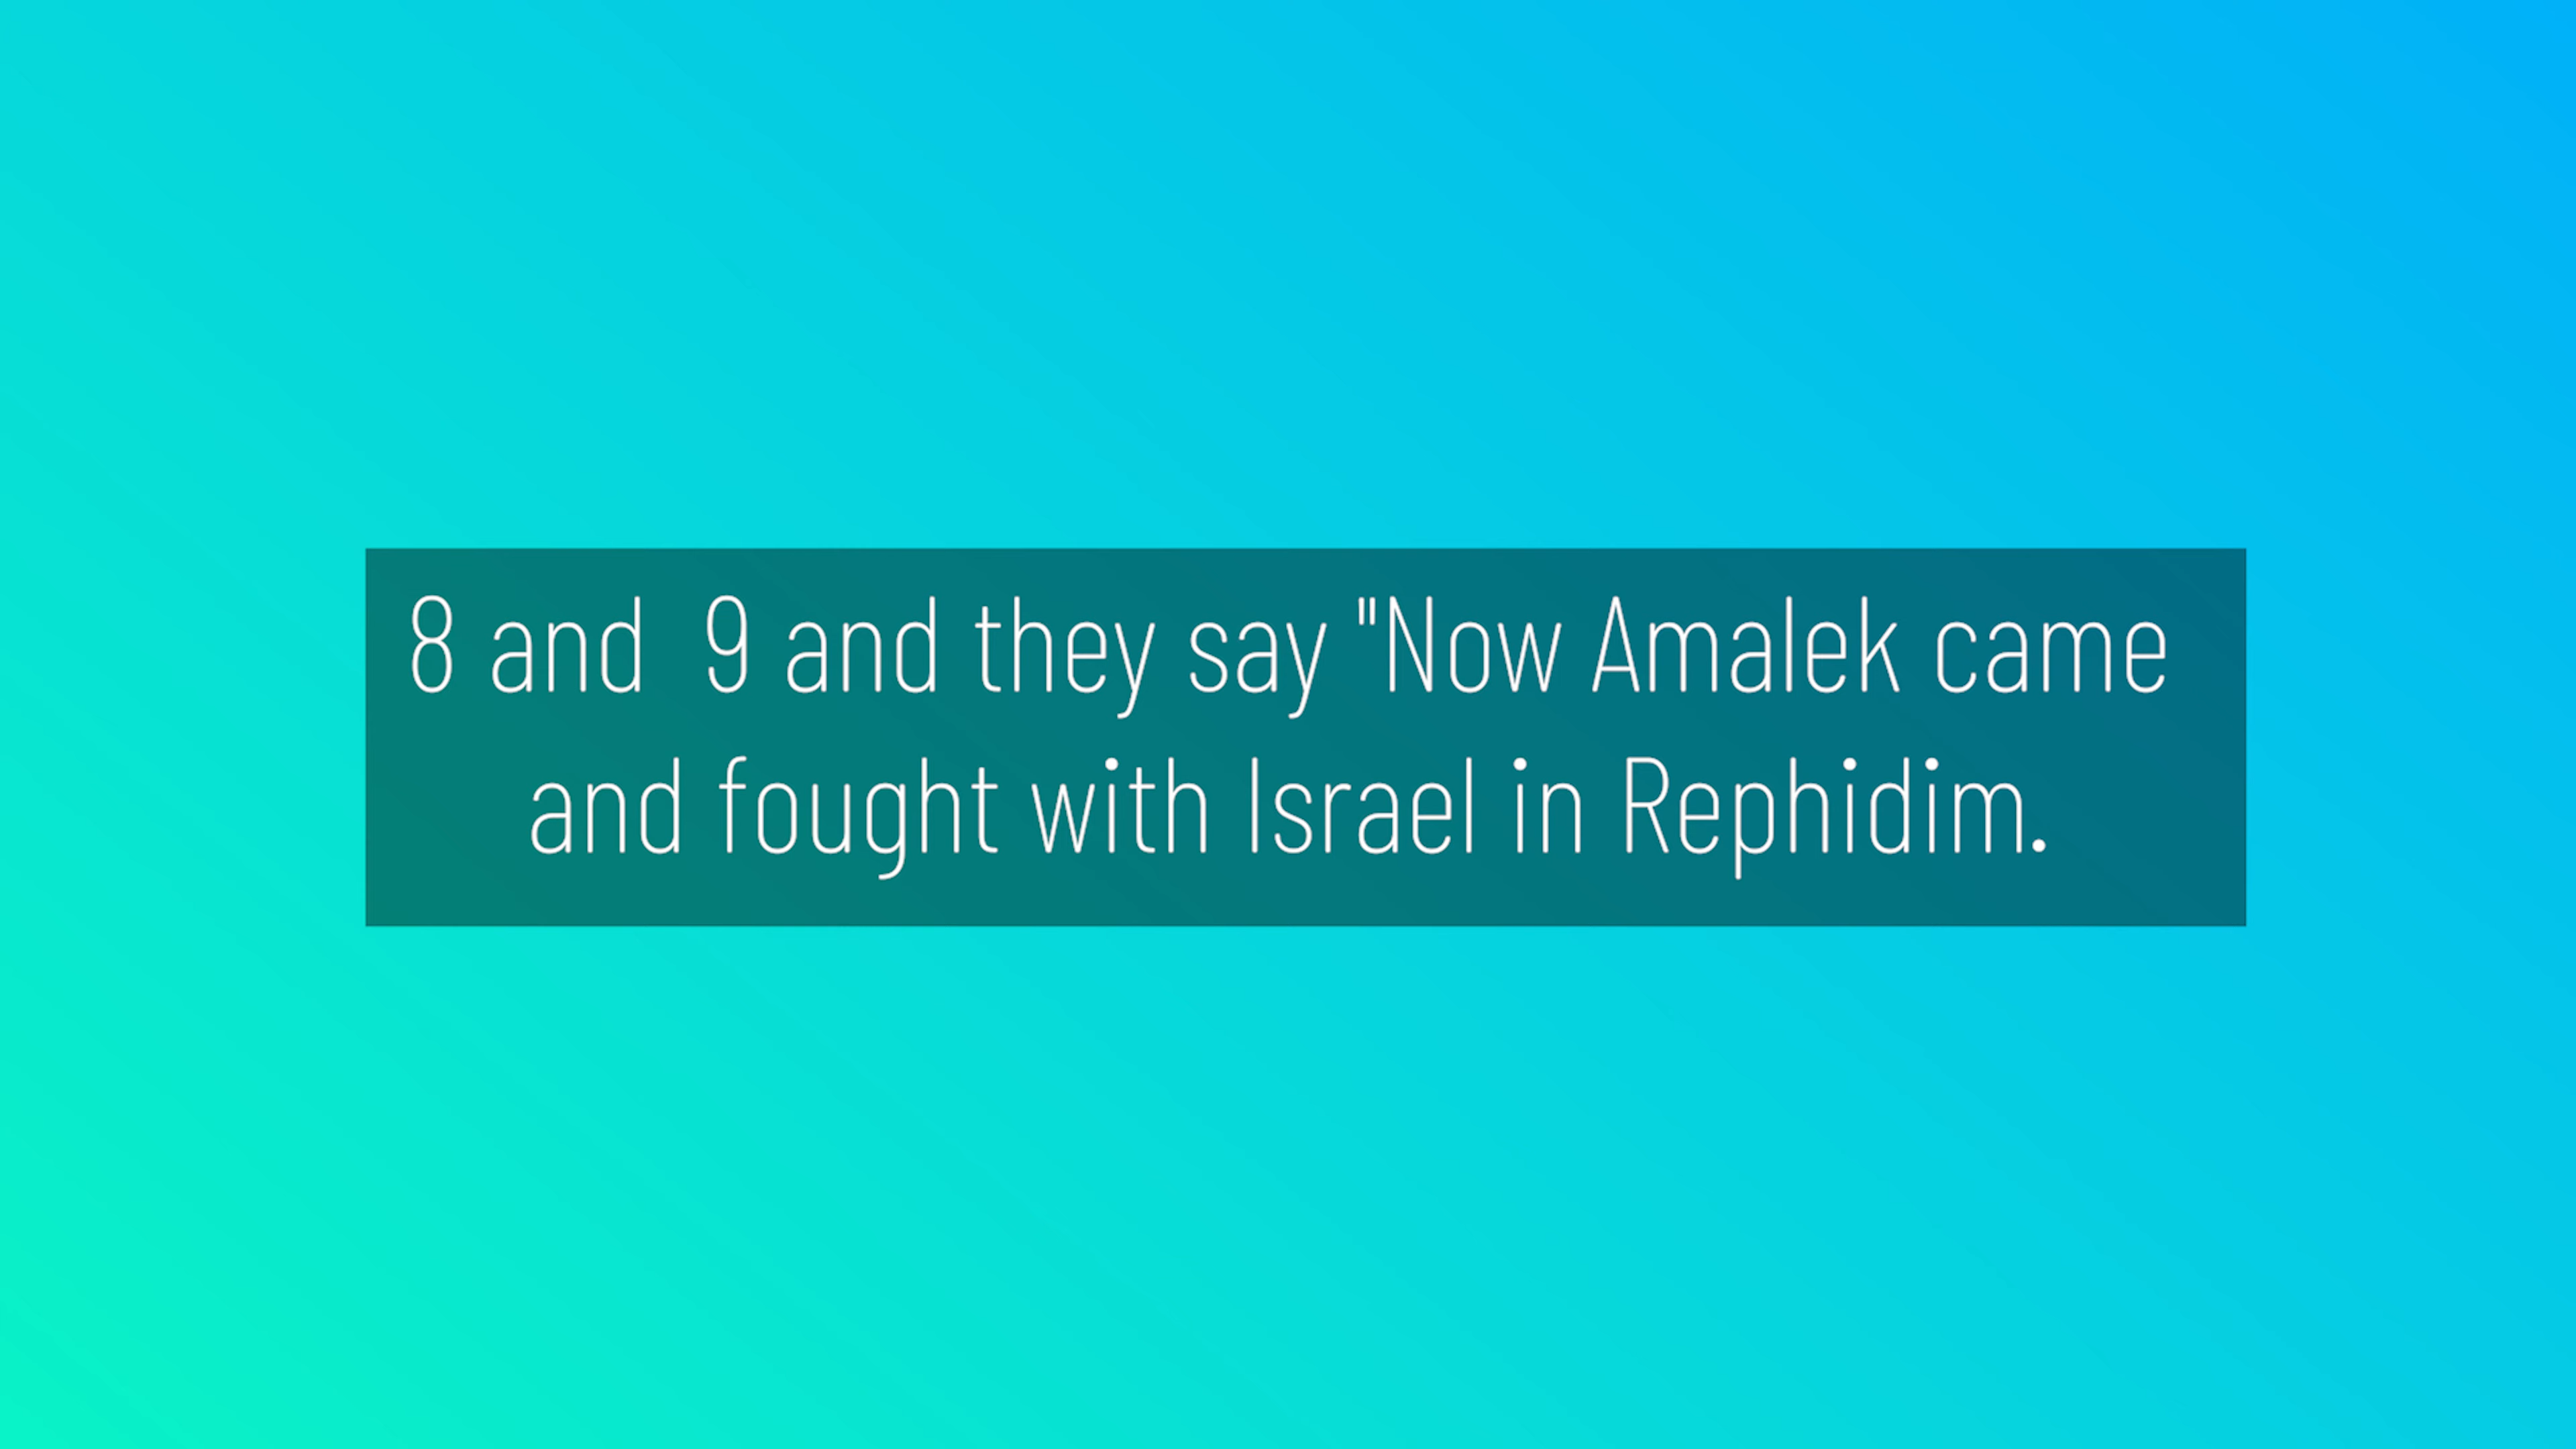 8 and  9 and they say "Now Amalek came
and fought with Israel in Rephidim.